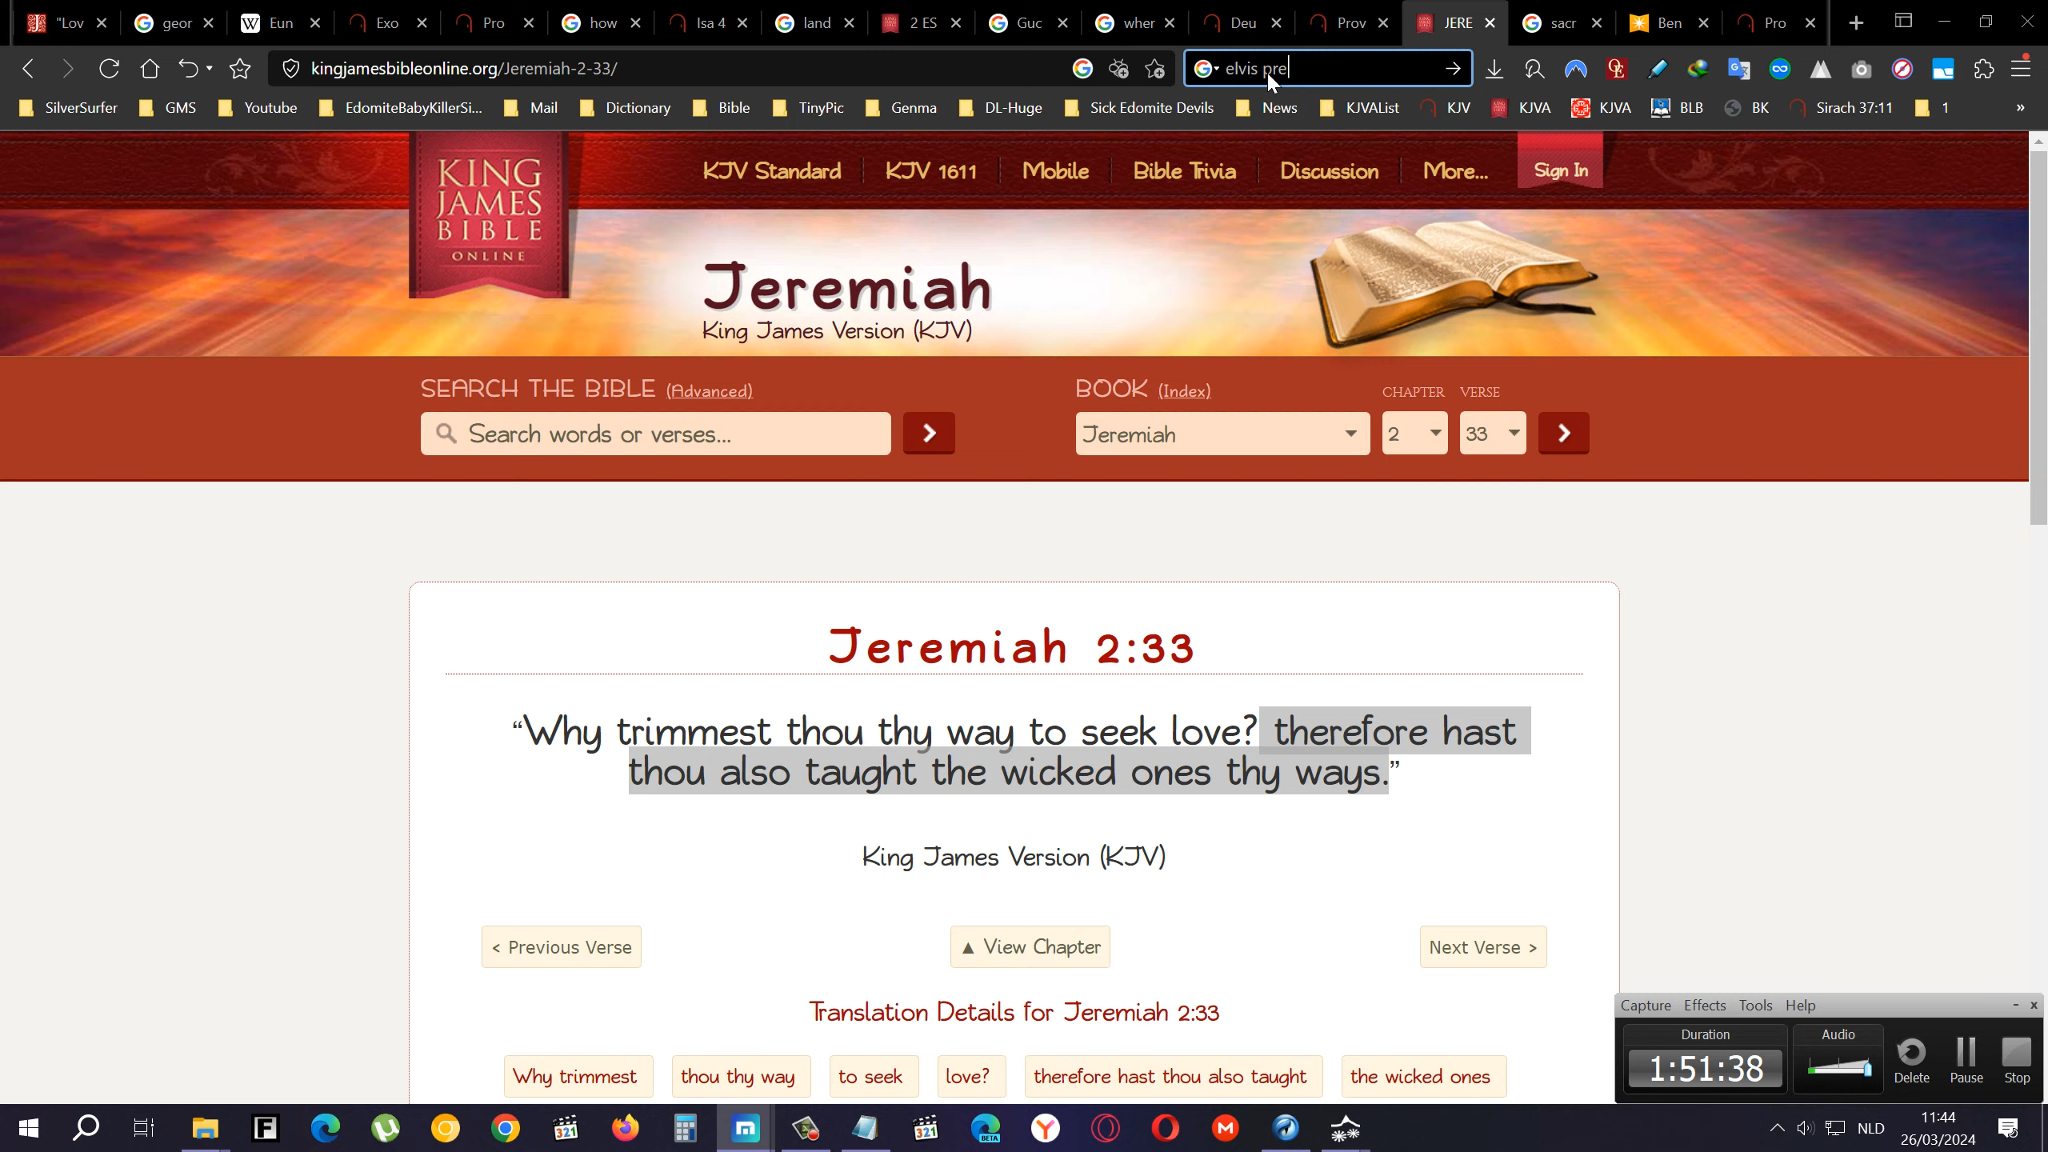 "Lov
geor
Eun
Exo
Pro
how
Isa 4
land
2 ES
Guc
wher
Deu
Prov
JERE
sacr
Ben
Pro
kingjamesbibleonline.org/Jeremiah-2-33/
elvis pre
SilverSurfer
GMS
Youtube
EdomiteBabyKillerSi...
Mail
Dictionary
Bible
TinyPic
Genma
DL-Huge
Sick Edomite Devils
News
KJVAList
KJV
KJVA
KJVA
BLB
BK
Sirach 37:11
1
KING
JAMES
BIBLE
ONLINE
KJV Standard
KJV 1611
Mobile
Bible Trivia
Discussion
More...
Sign In
Jeremiah
King James Version (KJV)
SEARCH THE BIBLE (Advanced)
Search words or verses...
BOOK (Index)
CHAPTER
VERSE
Jeremiah
2
33
Jeremiah 2:33
“Why trimmest thou thy way to seek love? therefore hast
thou also taught the wicked ones thy ways.”
King James Version (KJV)
< Previous Verse
▲ View Chapter
Next Verse >
Translation Details for Jeremiah 2:33
Why trimmest
thou thy way
to seek
love?
therefore hast thou also taught
the wicked ones
Capture
Effects
Tools
Help
Duration
Audio
1:51:38
Delete
Pause
Stop
NLD
11:44
26/03/2024